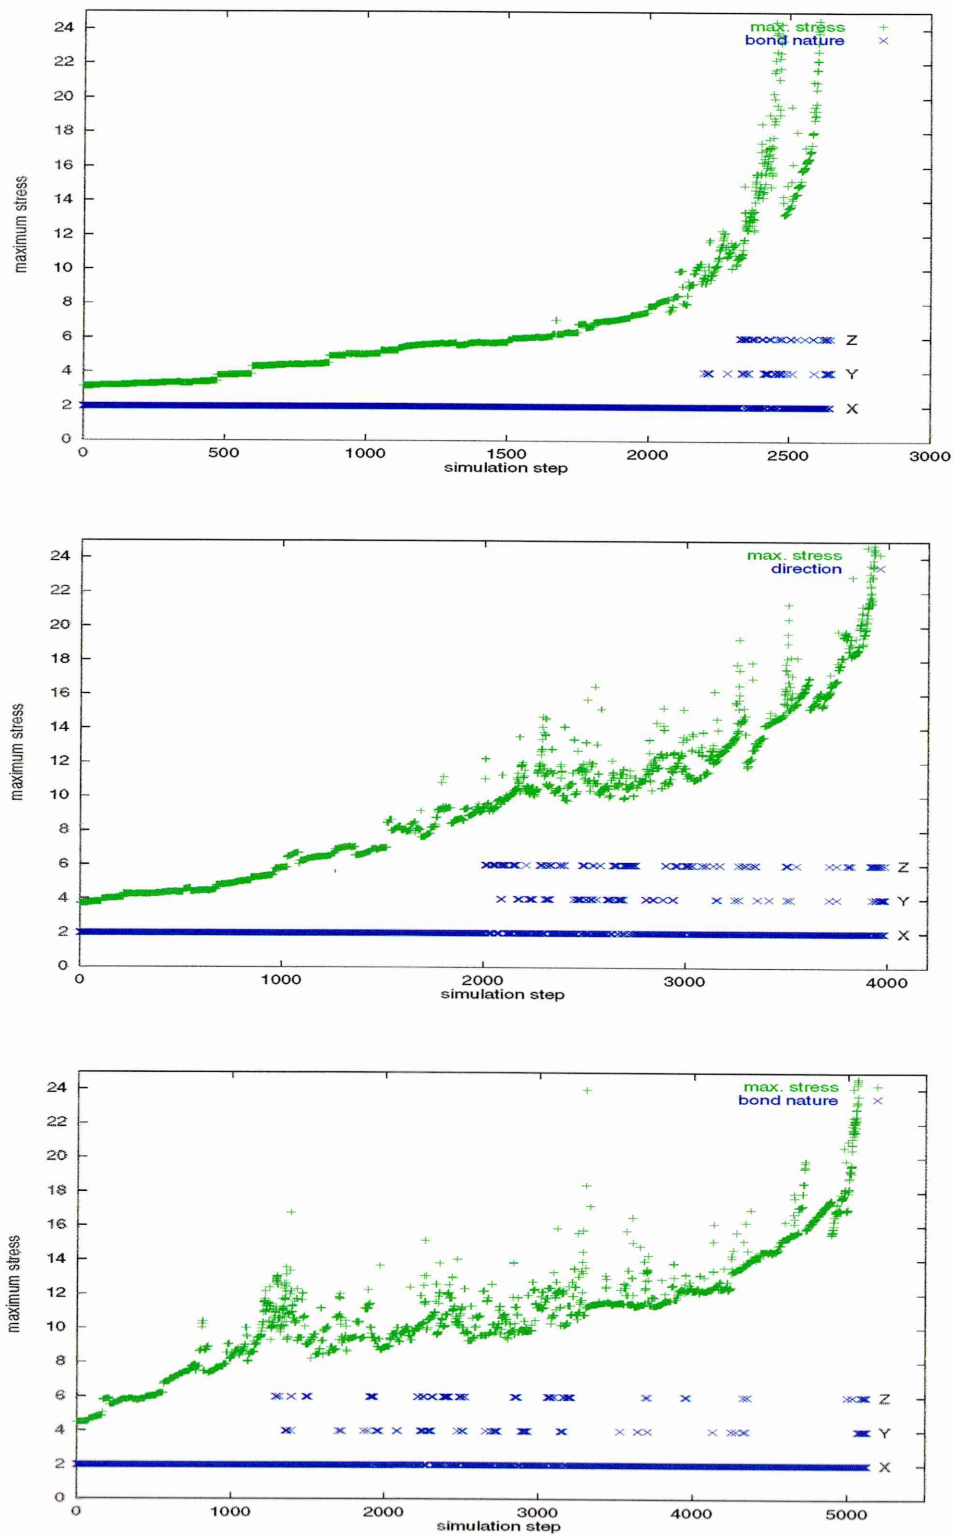 24
max. stress
bond nature
22
20
18
16
14
12
10
8
6
4
2
0
maximum stress
Z
Y
X
0 500 1000 1500 2000 2500 3000
simulation step
24
max. stress
direction
22
20
18
16
14
12
10
8
6
4
2
0
maximum stress
Z
Y
X
0 1000 2000 3000 4000
simulation step
24
max. stress
bond nature
22
20
18
16
14
12
10
8
6
4
2
0
maximum stress
Z
Y
X
0 1000 2000 3000 4000 5000
simulation step